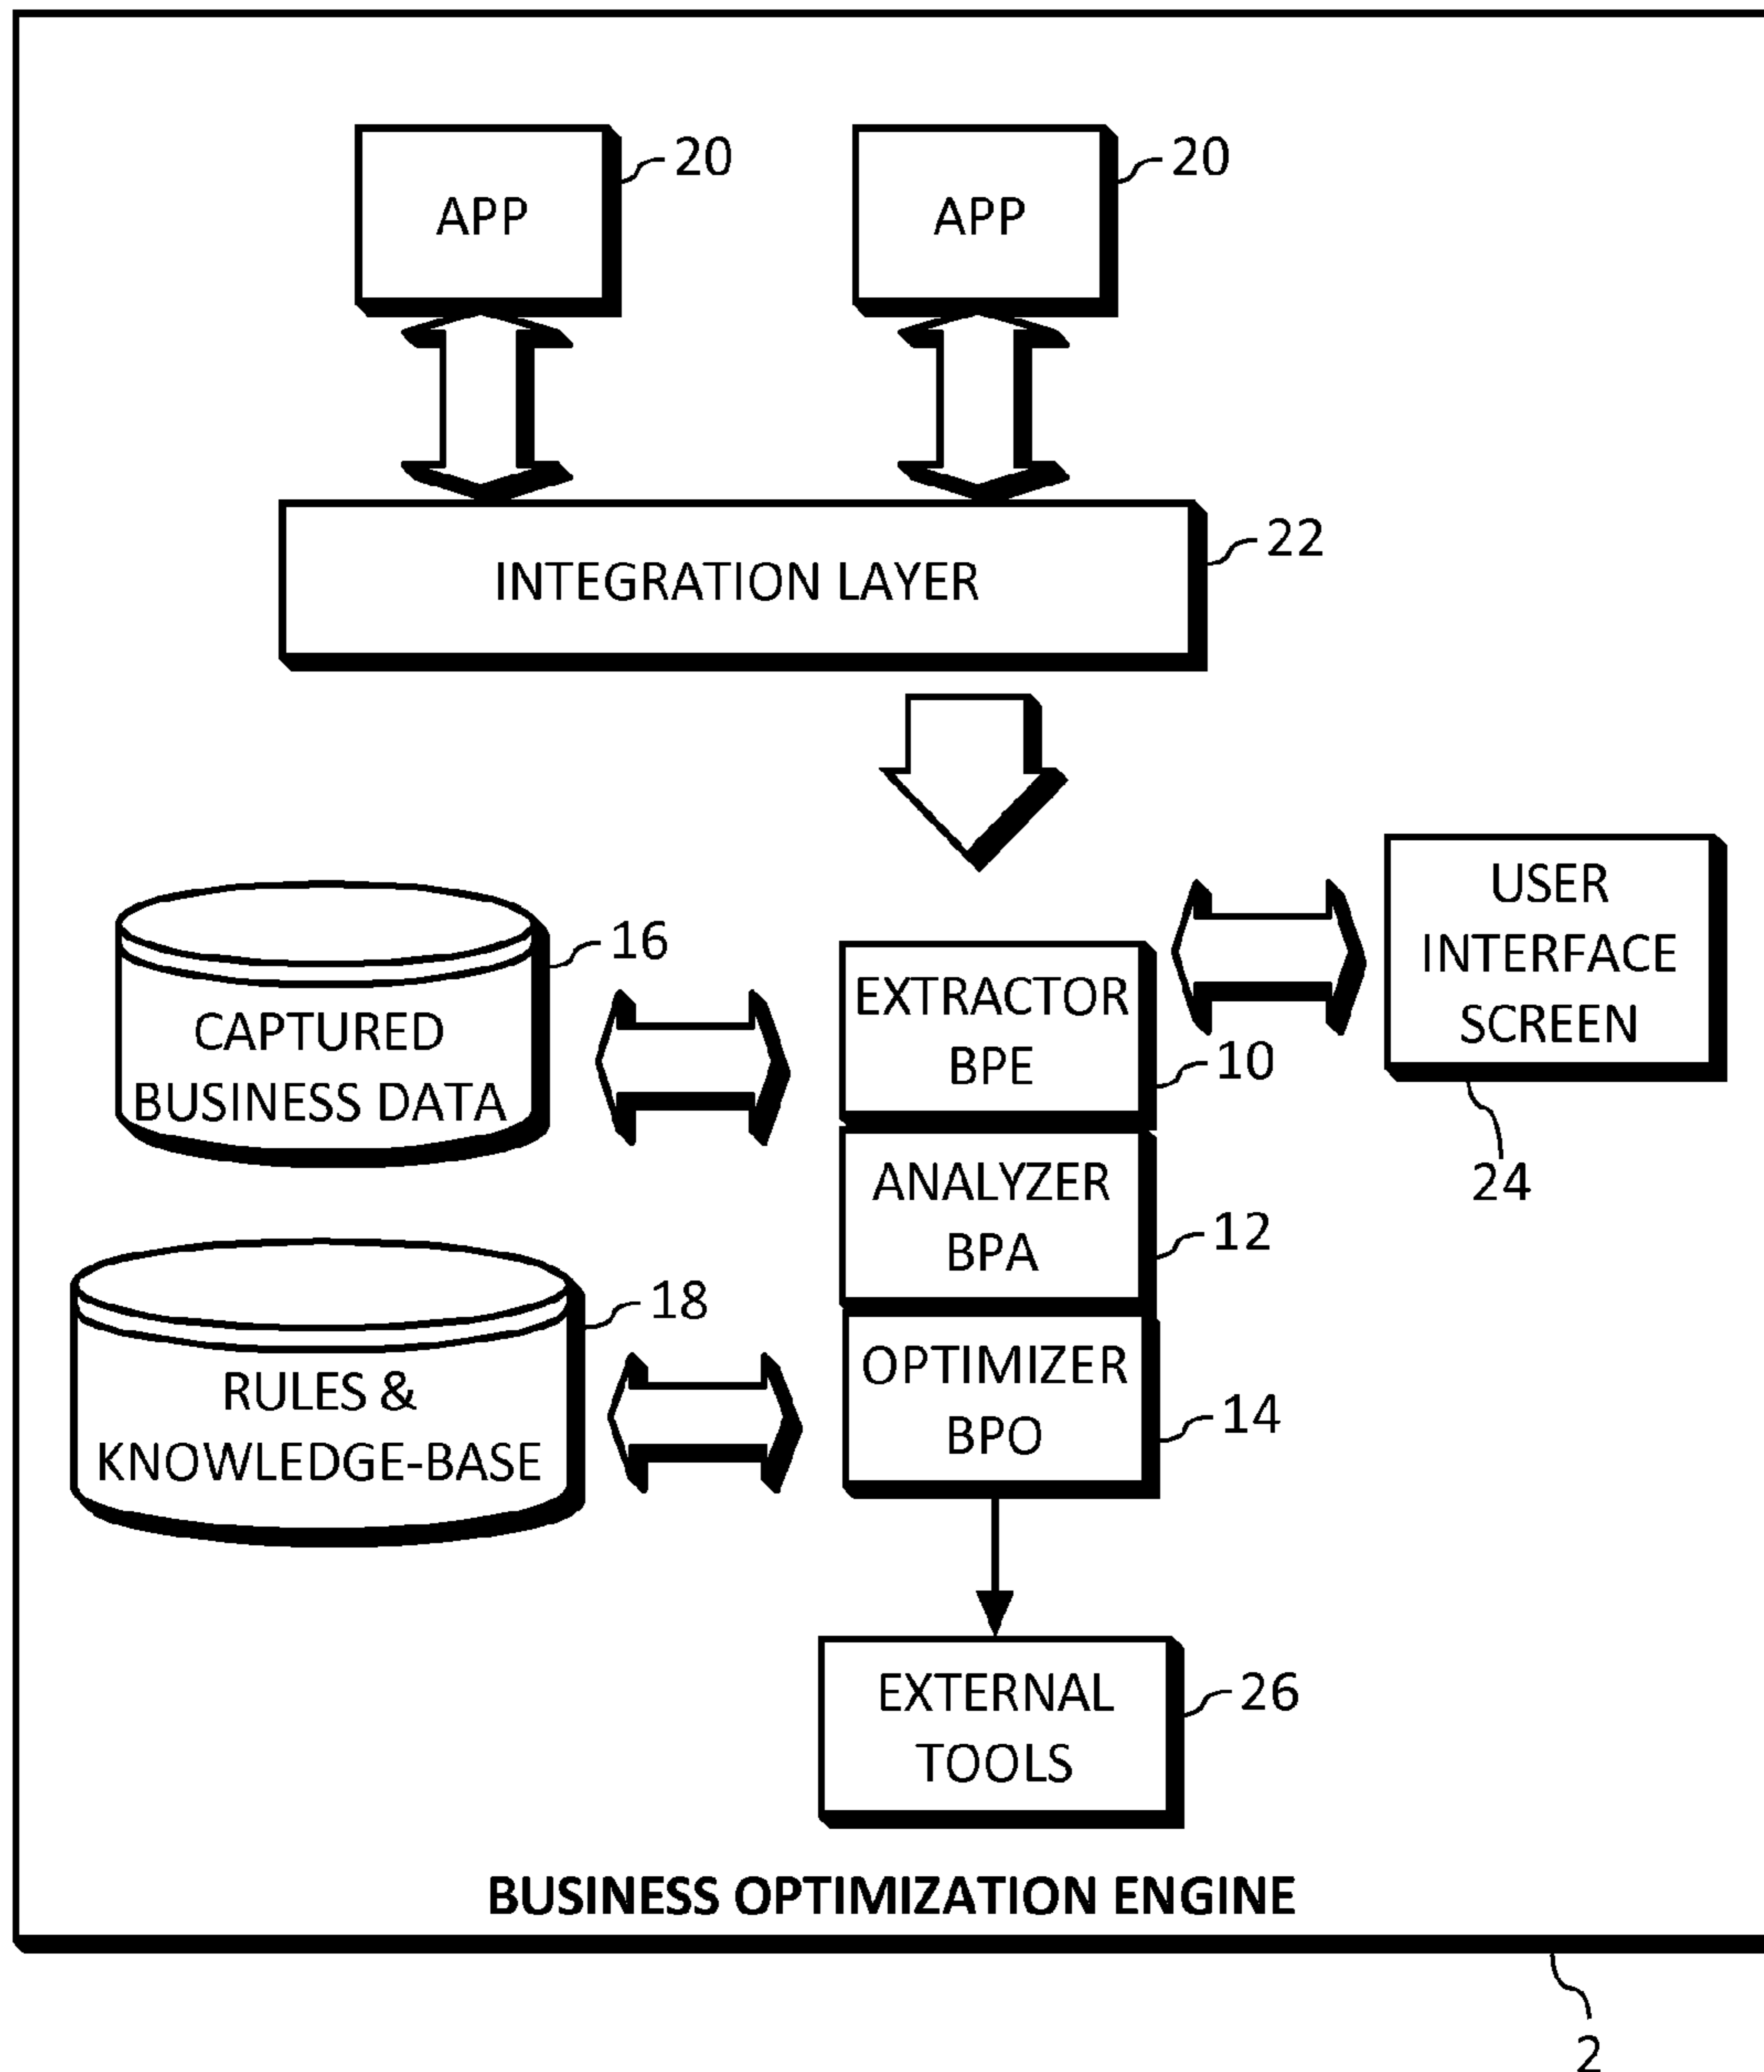 APP
20
APP
20
INTEGRATION LAYER
22
USER
INTERFACE
SCREEN
24
CAPTURED
BUSINESS DATA
16
EXTRACTOR
BPE
10
ANALYZER
BPA
12
RULES &
KNOWLEDGE-BASE
18
OPTIMIZER
BPO
14
EXTERNAL
TOOLS
26
BUSINESS OPTIMIZATION ENGINE
2